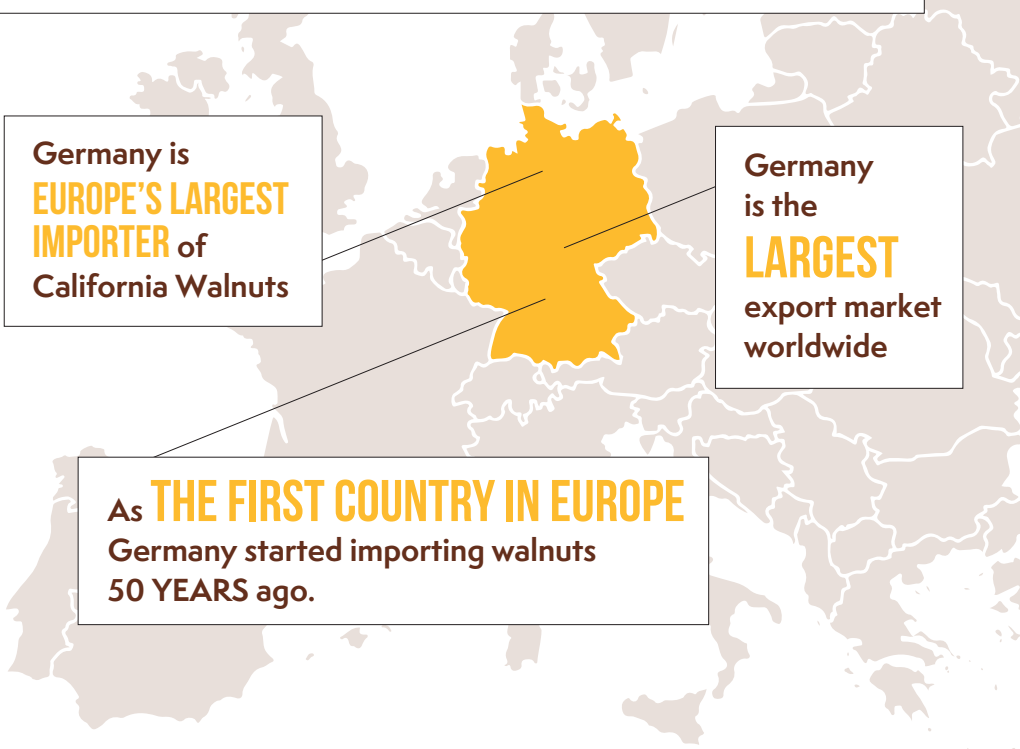 Germany is
EUROPE'S LARGEST
IMPORTER of
California Walnuts
Germany
is the
LARGEST
export market
worldwide
As THE FIRST COUNTRY IN EUROPE
Germany started importing walnuts
50 YEARS ago.